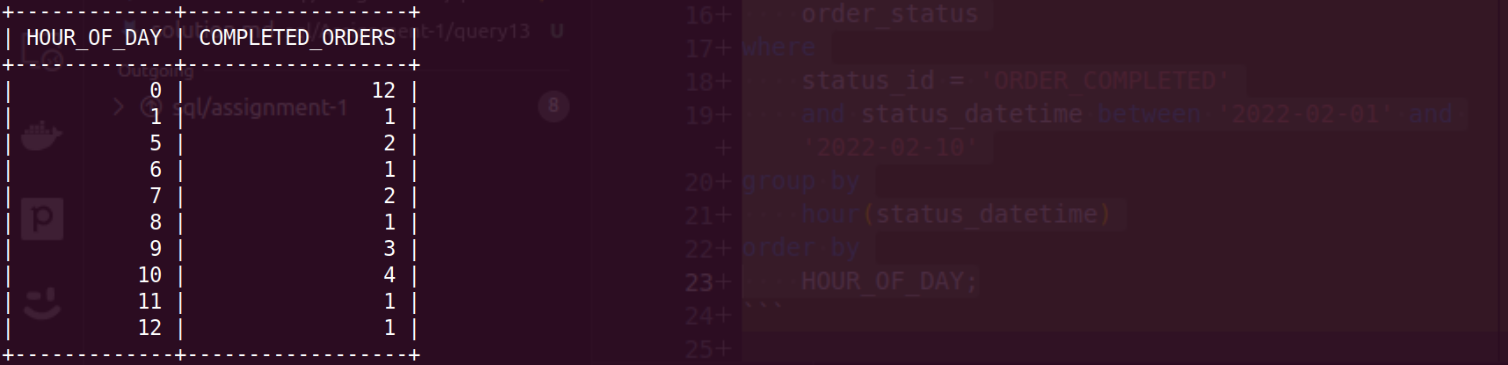 +-------------+------------------+
| HOUR_OF_DAY | COMPLETED_ORDERS |
+-------------+------------------+
|           0 |               12 |
|           1 |                1 |
|           5 |                2 |
|           6 |                1 |
|           7 |                2 |
|           8 |                1 |
|           9 |                3 |
|          10 |                4 |
|          11 |                1 |
|          12 |                1 |
+-------------+------------------+
solution.md
-1/query13 U
Outgoing
sql/assignment-1 8
16+ order_status
17+ where
18+ status_id = 'ORDER_COMPLETED'
19+ and status_datetime between '2022-02-01' and
+ '2022-02-10'
20+ group by
21+ hour(status_datetime)
22+ order by
23+ HOUR_OF_DAY;
24+ ```
25+